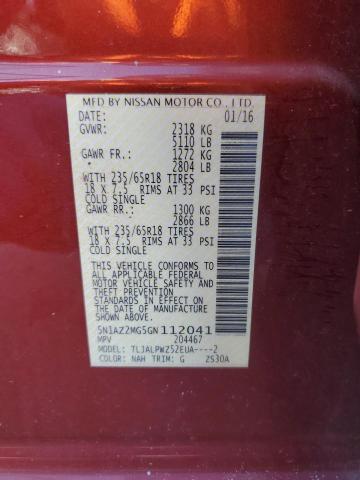 MFD BY NISSAN MOTOR CO., LTD.
DATE: 01/16
GVWR: 2318 KG
5110 LB
GAWR FR.: 1272 KG
2804 LB
WITH 235/65R18 TIRES
18 X 7.5 RIMS AT 33 PSI
COLD SINGLE
GAWR RR.: 1300 KG
2866 LB
WITH 235/65R18 TIRES
18 X 7.5 RIMS AT 33 PSI
COLD SINGLE
THIS VEHICLE CONFORMS TO
ALL APPLICABLE FEDERAL
MOTOR VEHICLE SAFETY AND
THEFT PREVENTION
STANDARDS IN EFFECT ON
THE DATE OF MANUFACTURE
SHOWN ABOVE.
5N1AZ2MG5GN112041
MPV 204467
MODEL: TLJALPWZ52EUA----2
COLOR: NAH TRIM: G ZS30A